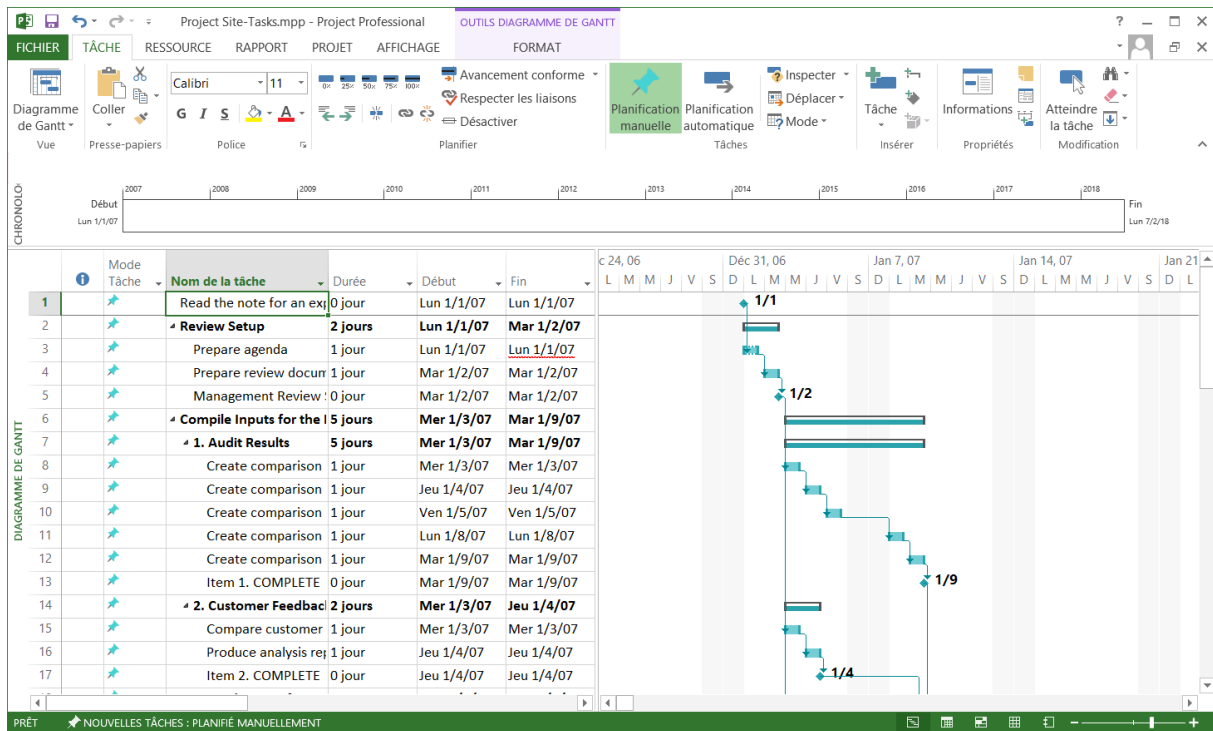 Project Site-Tasks.mpp - Project Professional
OUTILS DIAGRAMME DE GANTT
FICHIER TÂCHE RESSOURCE RAPPORT PROJET AFFICHAGE FORMAT
Diagramme de Gantt
Vue
Coller
Presse-papiers
Calibri 11
G I S A
Police
0× 25× 50× 75× 100×
Avancement conforme
Respecter les liaisons
Désactiver
Planifier
Planification manuelle
Planification automatique
Inspecter
Déplacer
Mode
Tâches
Tâche
Insérer
Informations
Propriétés
Atteindre la tâche
Modification
CHRONOLO
2007 2008 2009 2010 2011 2012 2013 2014 2015 2016 2017 2018
Début
Lun 1/1/07
Fin
Lun 7/2/18
DIAGRAMME DE GANTT
Mode Tâche Nom de la tâche Durée Début Fin
c 24, 06 Déc 31, 06 Jan 7, 07 Jan 14, 07 Jan 21
L M M J V S D L M M J V S D L M M J V S D L M M J V S D L
1 Read the note for an exp 0 jour Lun 1/1/07 Lun 1/1/07 1/1
2 Review Setup 2 jours Lun 1/1/07 Mar 1/2/07
3 Prepare agenda 1 jour Lun 1/1/07 Lun 1/1/07
4 Prepare review docum 1 jour Mar 1/2/07 Mar 1/2/07
5 Management Review 0 jour Mar 1/2/07 Mar 1/2/07 1/2
6 Compile Inputs for the 5 jours Mer 1/3/07 Mar 1/9/07
7 1. Audit Results 5 jours Mer 1/3/07 Mar 1/9/07
8 Create comparison 1 jour Mer 1/3/07 Mer 1/3/07
9 Create comparison 1 jour Jeu 1/4/07 Jeu 1/4/07
10 Create comparison 1 jour Ven 1/5/07 Ven 1/5/07
11 Create comparison 1 jour Lun 1/8/07 Lun 1/8/07
12 Create comparison 1 jour Mar 1/9/07 Mar 1/9/07
13 Item 1. COMPLETE 0 jour Mar 1/9/07 Mar 1/9/07 1/9
14 2. Customer Feedbac 2 jours Mer 1/3/07 Jeu 1/4/07
15 Compare customer 1 jour Mer 1/3/07 Mer 1/3/07
16 Produce analysis rep 1 jour Jeu 1/4/07 Jeu 1/4/07
17 Item 2. COMPLETE 0 jour Jeu 1/4/07 Jeu 1/4/07 1/4
PRÊT NOUVELLES TÂCHES : PLANIFIÉ MANUELLEMENT